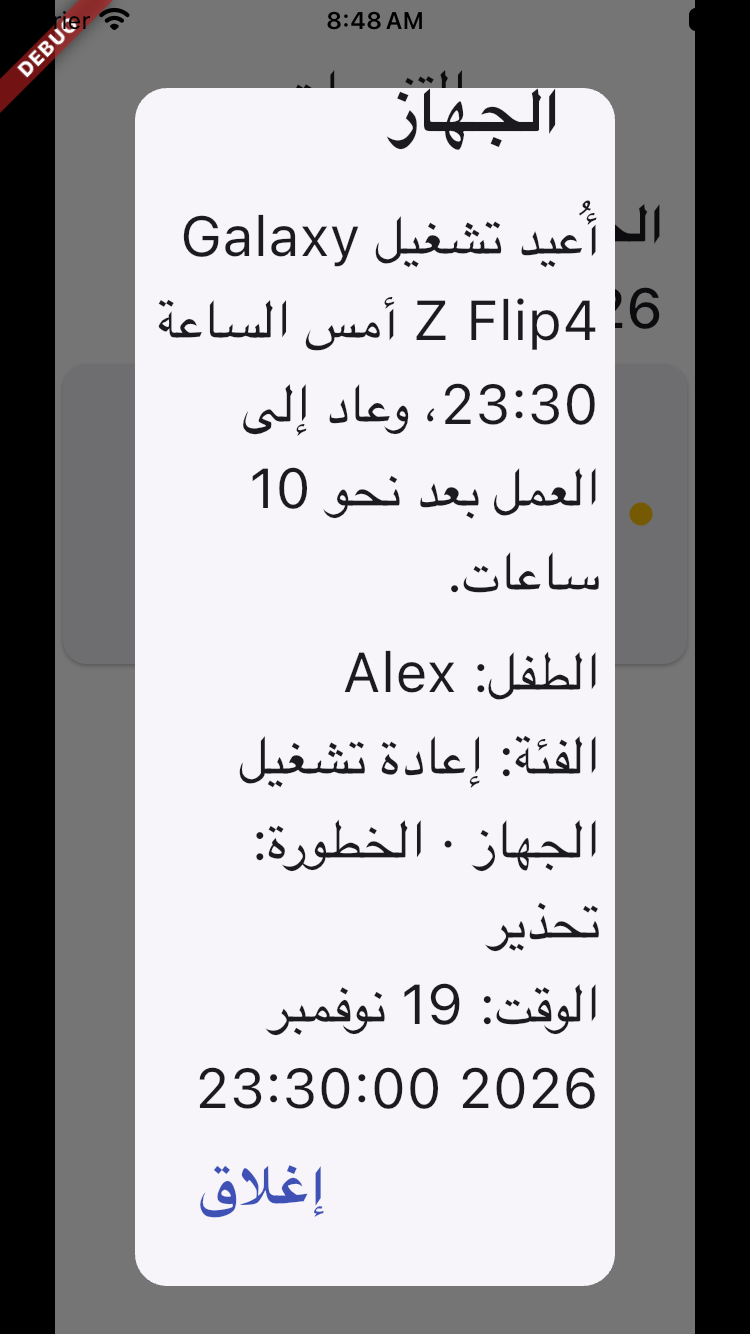 8:48 AM
DEBUG
الجهاز
أُعيد تشغيل Galaxy
Z Flip4 أمس الساعة
23:30، وعاد إلى
العمل بعد نحو 10
ساعات.
الطفل: Alex
الفئة: إعادة تشغيل
الجهاز · الخطورة:
تحذير
الوقت: 19 نوفمبر
2026 23:30:00
إغلاق